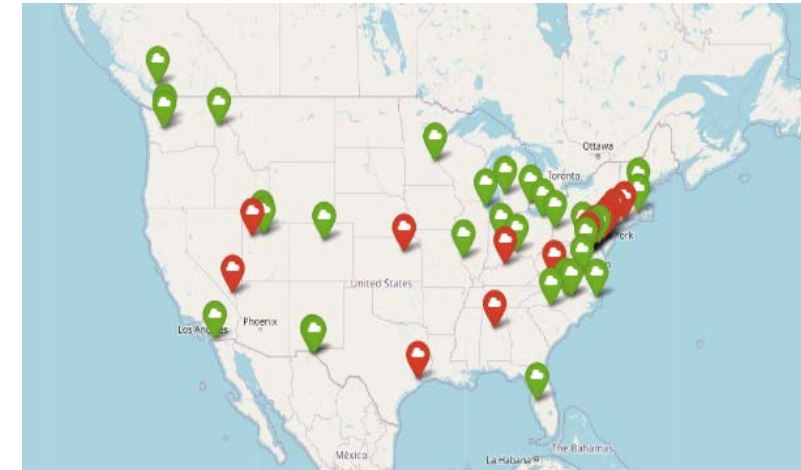 Ottawa
Toronto
York
United States
Los Angeles
Phoenix
México
La Habana
The Bahamas